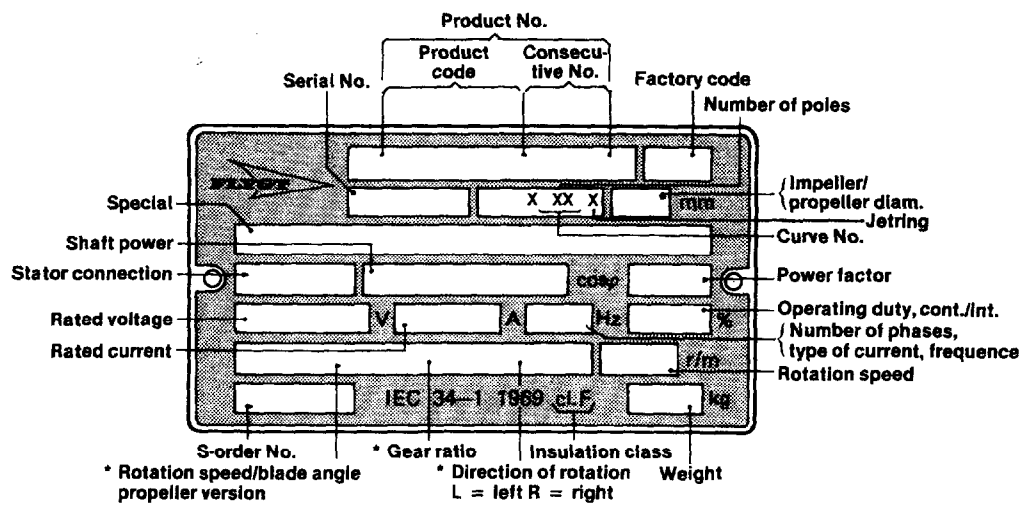 Product No.
Product code
Consecu-
tive No.
Serial No.
Factory code
Number of poles
FLYGT
X XX X
mm
Impeller/
propeller diam.
Jetring
Special
Curve No.
Shaft power
Stator connection
cosφ
Power factor
Rated voltage
V
A
Hz
%
Operating duty, cont./int.
Number of phases,
type of current, frequence
Rated current
r/m
Rotation speed
IEC 34–1 1969 cLF
kg
S-order No.
* Gear ratio
Insulation class
Weight
* Rotation speed/blade angle
propeller version
* Direction of rotation
L = left R = right